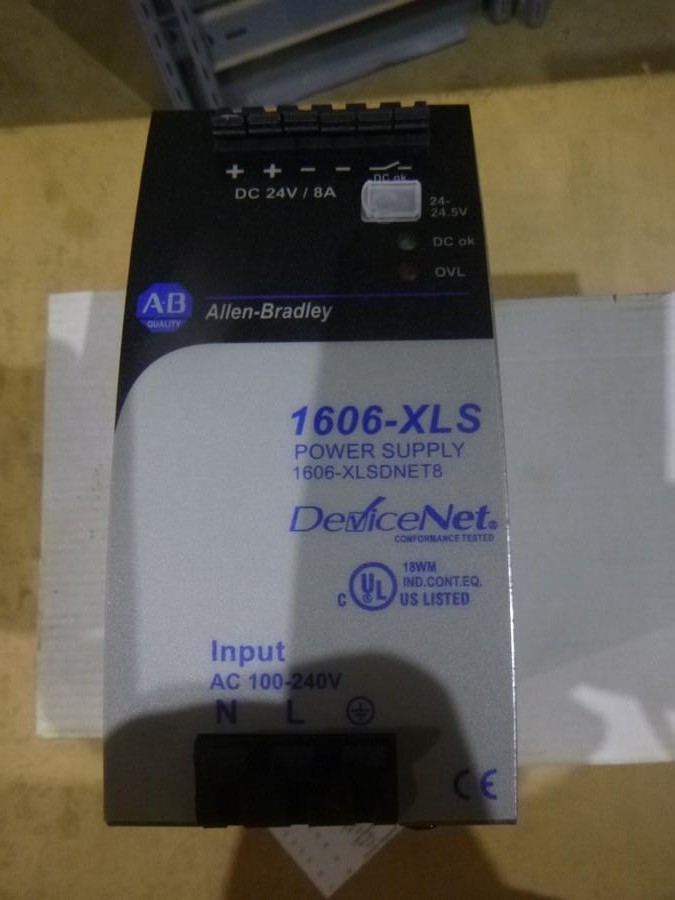 + + - -
DC ok
DC 24V / 8A
24-
24.5V
DC ok
OVL
A·B
QUALITY
Allen-Bradley
1606-XLS
POWER SUPPLY
1606-XLSDNET8
DeviceNet®
CONFORMANCE TESTED
C UL US LISTED
18WM
IND.CONT.EQ.
Input
AC 100-240V
N L
CE